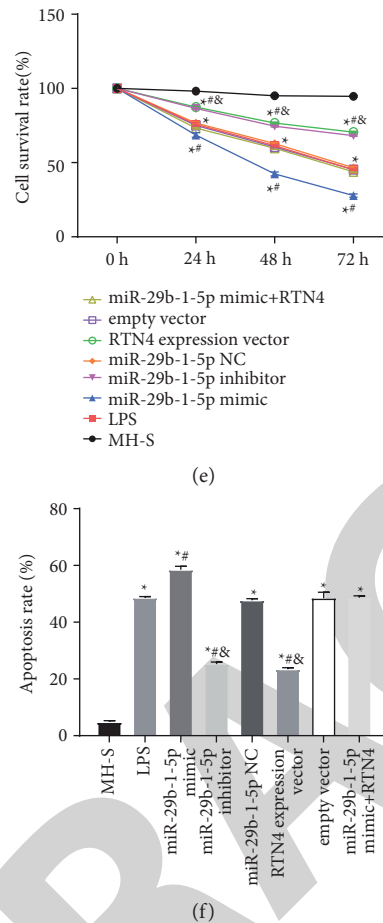 150
100
50
0
Cell survival rate(%)
*#&
*
*#
*#&
*
*#
*#&
*
*#
0 h
24 h
48 h
72 h
miR-29b-1-5p mimic+RTN4
empty vector
RTN4 expression vector
miR-29b-1-5p NC
miR-29b-1-5p inhibitor
miR-29b-1-5p mimic
LPS
MH-S
(e)
80
60
40
20
0
Apoptosis rate (%)
*
*#
*#&
*
*#&
*
*
MH-S
LPS
miR-29b-1-5p
mimic
miR-29b-1-5p
inhibitor
miR-29b-1-5p NC
RTN4 expression
vector
empty vector
miR-29b-1-5p
mimic+RTN4
(f)